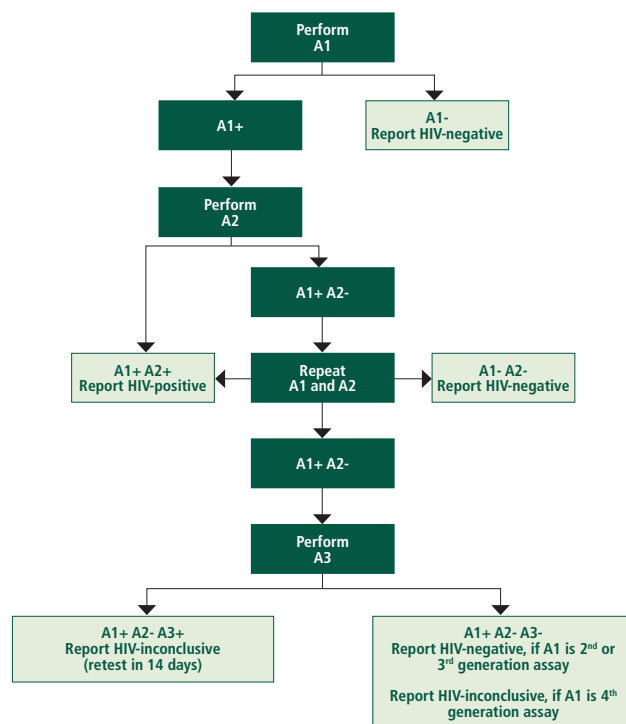 Perform
A1
A1+
A1-
Report HIV-negative
Perform
A2
A1+ A2-
A1+ A2+
Report HIV-positive
Repeat
A1 and A2
A1- A2-
Report HIV-negative
A1+ A2-
Perform
A3
A1+ A2- A3+
Report HIV-inconclusive
(retest in 14 days)
A1+ A2- A3-
Report HIV-negative, if A1 is 2nd or
3rd generation assay
Report HIV-inconclusive, if A1 is 4th
generation assay